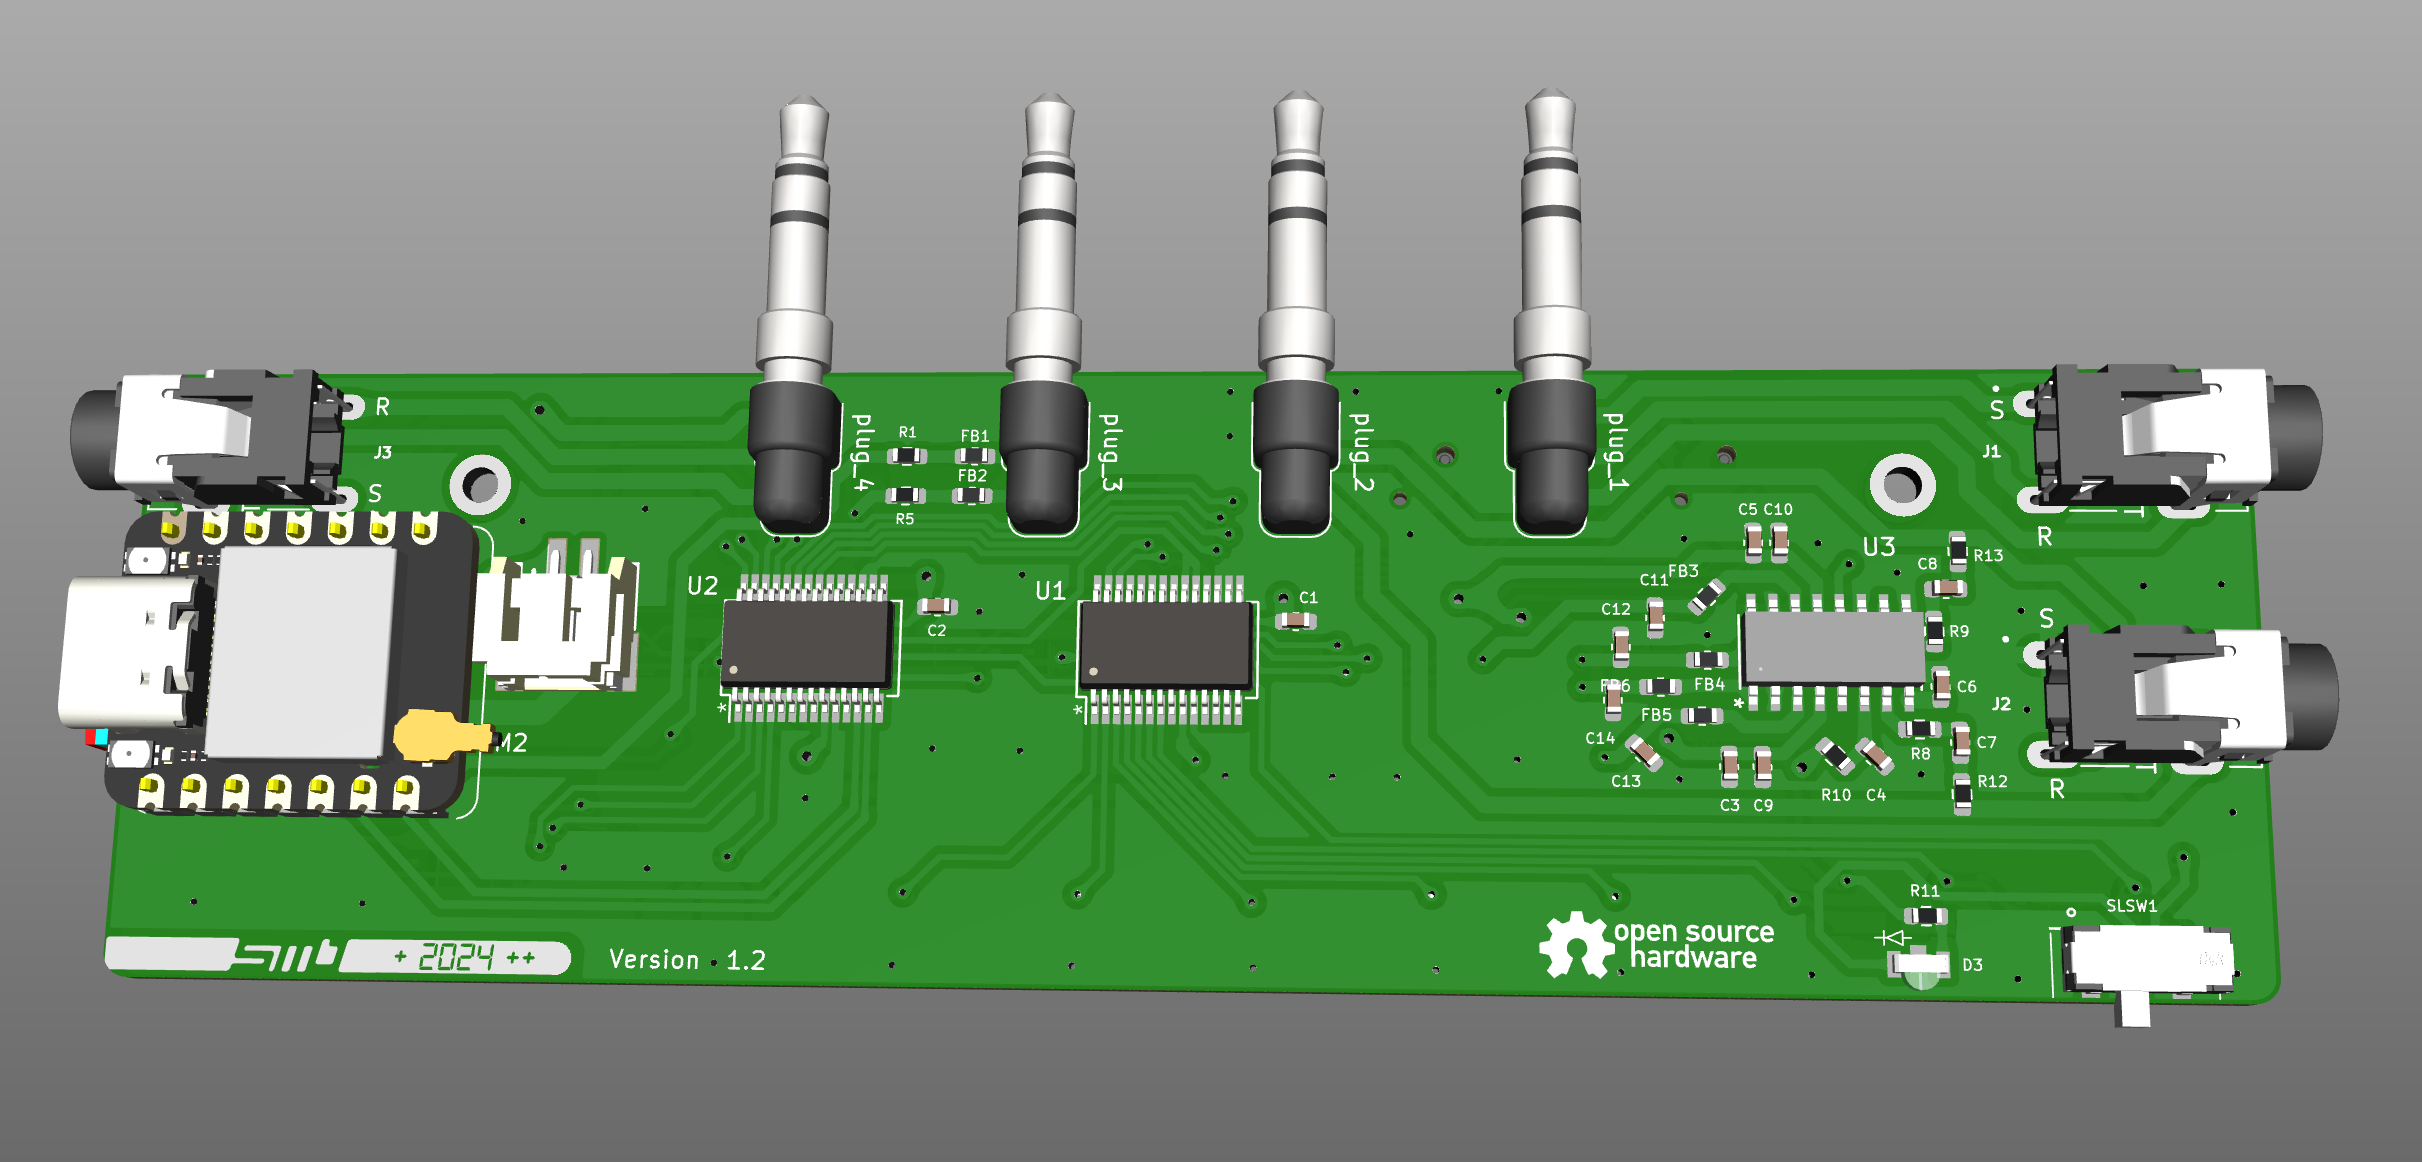 R
J3
S
plug_4
R1
FB1
FB2
R5
plug_3
plug_2
plug_1
S
J1
R
C5
C10
U3
R13
C8
FB3
C11
C12
R9
S
U2
C2
U1
C1
FB6
FB4
C6
FB5
J2
C14
C13
R8
C7
M2
*
*
*
C3
C9
R10
C4
R12
R
R11
SLSW1
D3
smb
+ 2024 ++
Version 1.2
open source
hardware